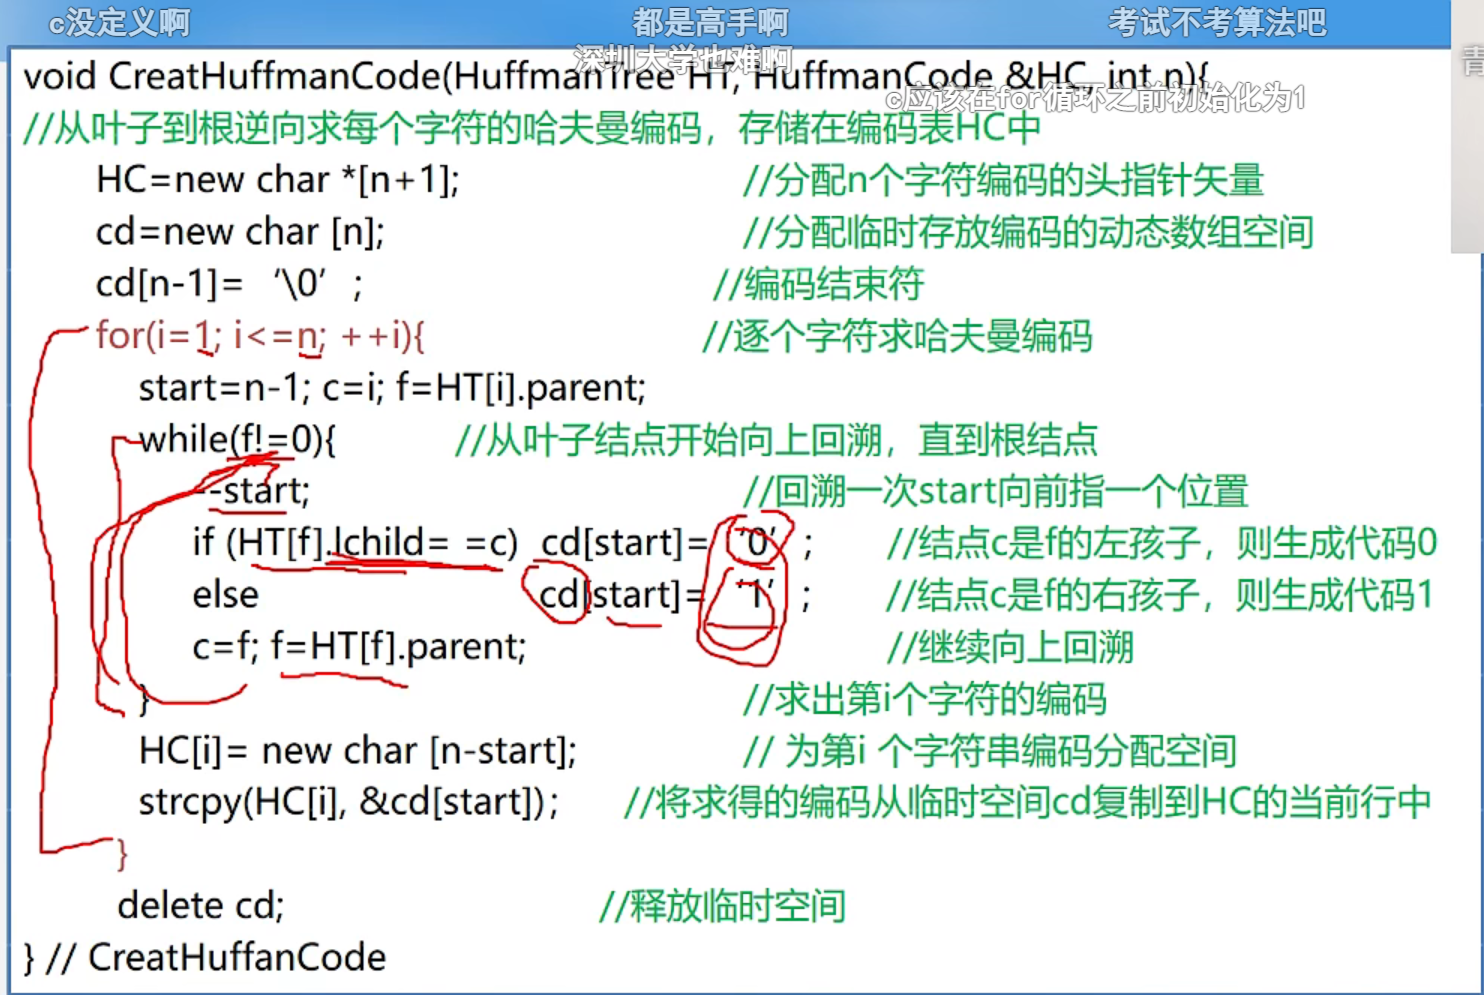 c没定义啊 都是高手啊 考试不考算法吧
深圳大学也难啊
青
void CreatHuffmanCode(HuffmanTree HT, HuffmanCode &HC, int n){
c应该在for循环之前初始化为1
//从叶子到根逆向求每个字符的哈夫曼编码，存储在编码表HC中
HC=new char *[n+1]; //分配n个字符编码的头指针矢量
cd=new char [n]; //分配临时存放编码的动态数组空间
cd[n-1]= ‘\0’ ; //编码结束符
for(i=1; i<=n; ++i){ //逐个字符求哈夫曼编码
start=n-1; c=i; f=HT[i].parent;
while(f!=0){ //从叶子结点开始向上回溯，直到根结点
--start; //回溯一次start向前指一个位置
if (HT[f].lchild= =c) cd[start]= ‘0’ ; //结点c是f的左孩子，则生成代码0
else cd[start]= ‘1’ ; //结点c是f的右孩子，则生成代码1
c=f; f=HT[f].parent; //继续向上回溯
} //求出第i个字符的编码
HC[i]= new char [n-start]; // 为第i 个字符串编码分配空间
strcpy(HC[i], &cd[start]); //将求得的编码从临时空间cd复制到HC的当前行中
}
delete cd; //释放临时空间
} // CreatHuffanCode